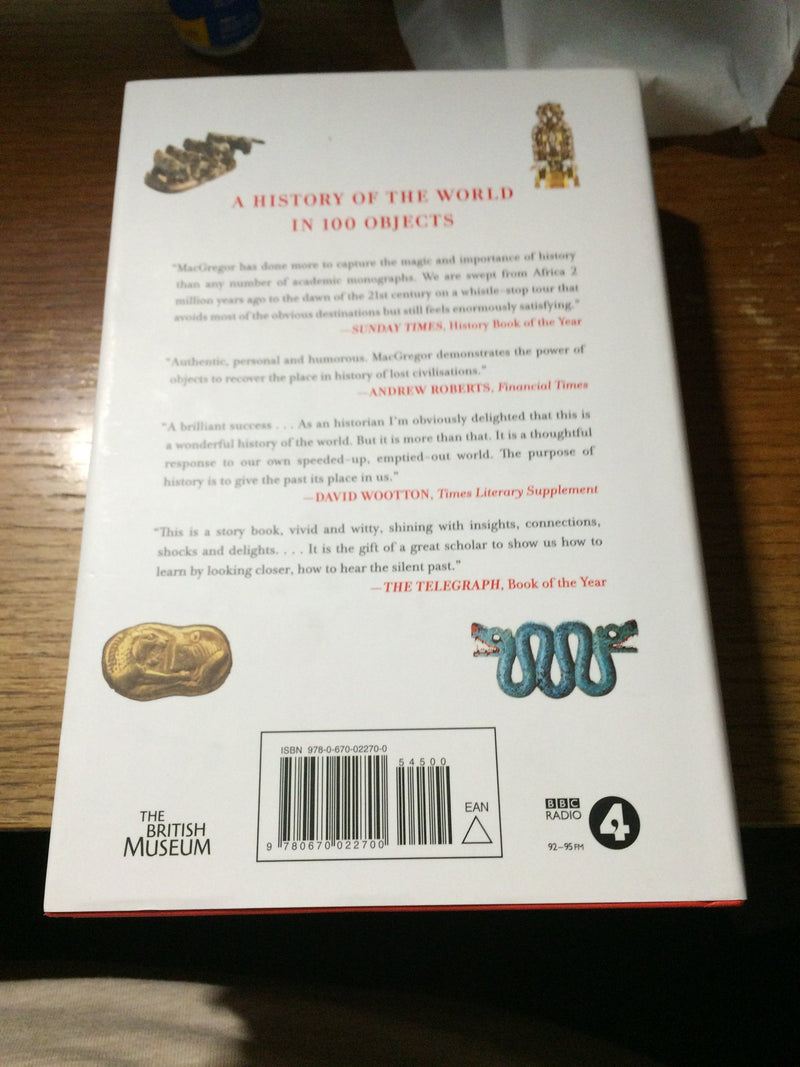 A HISTORY OF THE WORLD
IN 100 OBJECTS
“MacGregor has done more to capture the magic and importance of history
than any number of academic monographs. We are swept from Africa 2
million years ago to the dawn of the 21st century on a whistle-stop tour that
avoids most of the obvious destinations but still feels enormously satisfying.”
—SUNDAY TIMES, History Book of the Year
“Authentic, personal and humorous. MacGregor demonstrates the power of
objects to recover the place in history of lost civilisations.”
—ANDREW ROBERTS, Financial Times
“A brilliant success . . . As an historian I’m obviously delighted that this is
a wonderful history of the world. But it is more than that. It is a thoughtful
response to our own speeded-up, emptied-out world. The purpose of
history is to give the past its place in us.”
—DAVID WOOTTON, Times Literary Supplement
“This is a story book, vivid and witty, shining with insights, connections,
shocks and delights. . . . It is the gift of a great scholar to show us how to
learn by looking closer, how to hear the silent past.”
—THE TELEGRAPH, Book of the Year
ISBN 978-0-670-02270-0
54500
EAN
9 780670 022700
THE
BRITISH
MUSEUM
BBC
RADIO
4
92–95 FM